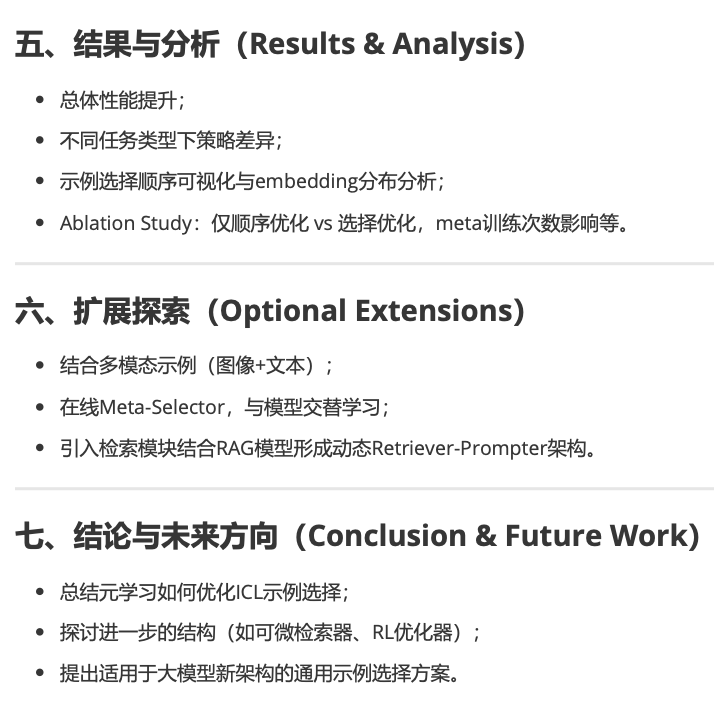 五、结果与分析（Results & Analysis）
• 总体性能提升；
• 不同任务类型下策略差异；
• 示例选择顺序可视化与embedding分布分析；
• Ablation Study：仅顺序优化 vs 选择优化，meta训练次数影响等。
六、扩展探索（Optional Extensions）
• 结合多模态示例（图像+文本）；
• 在线Meta-Selector，与模型交替学习；
• 引入检索模块结合RAG模型形成动态Retriever-Prompter架构。
七、结论与未来方向（Conclusion & Future Work）
• 总结元学习如何优化ICL示例选择；
• 探讨进一步的结构（如可微检索器、RL优化器）；
• 提出适用于大模型新架构的通用示例选择方案。